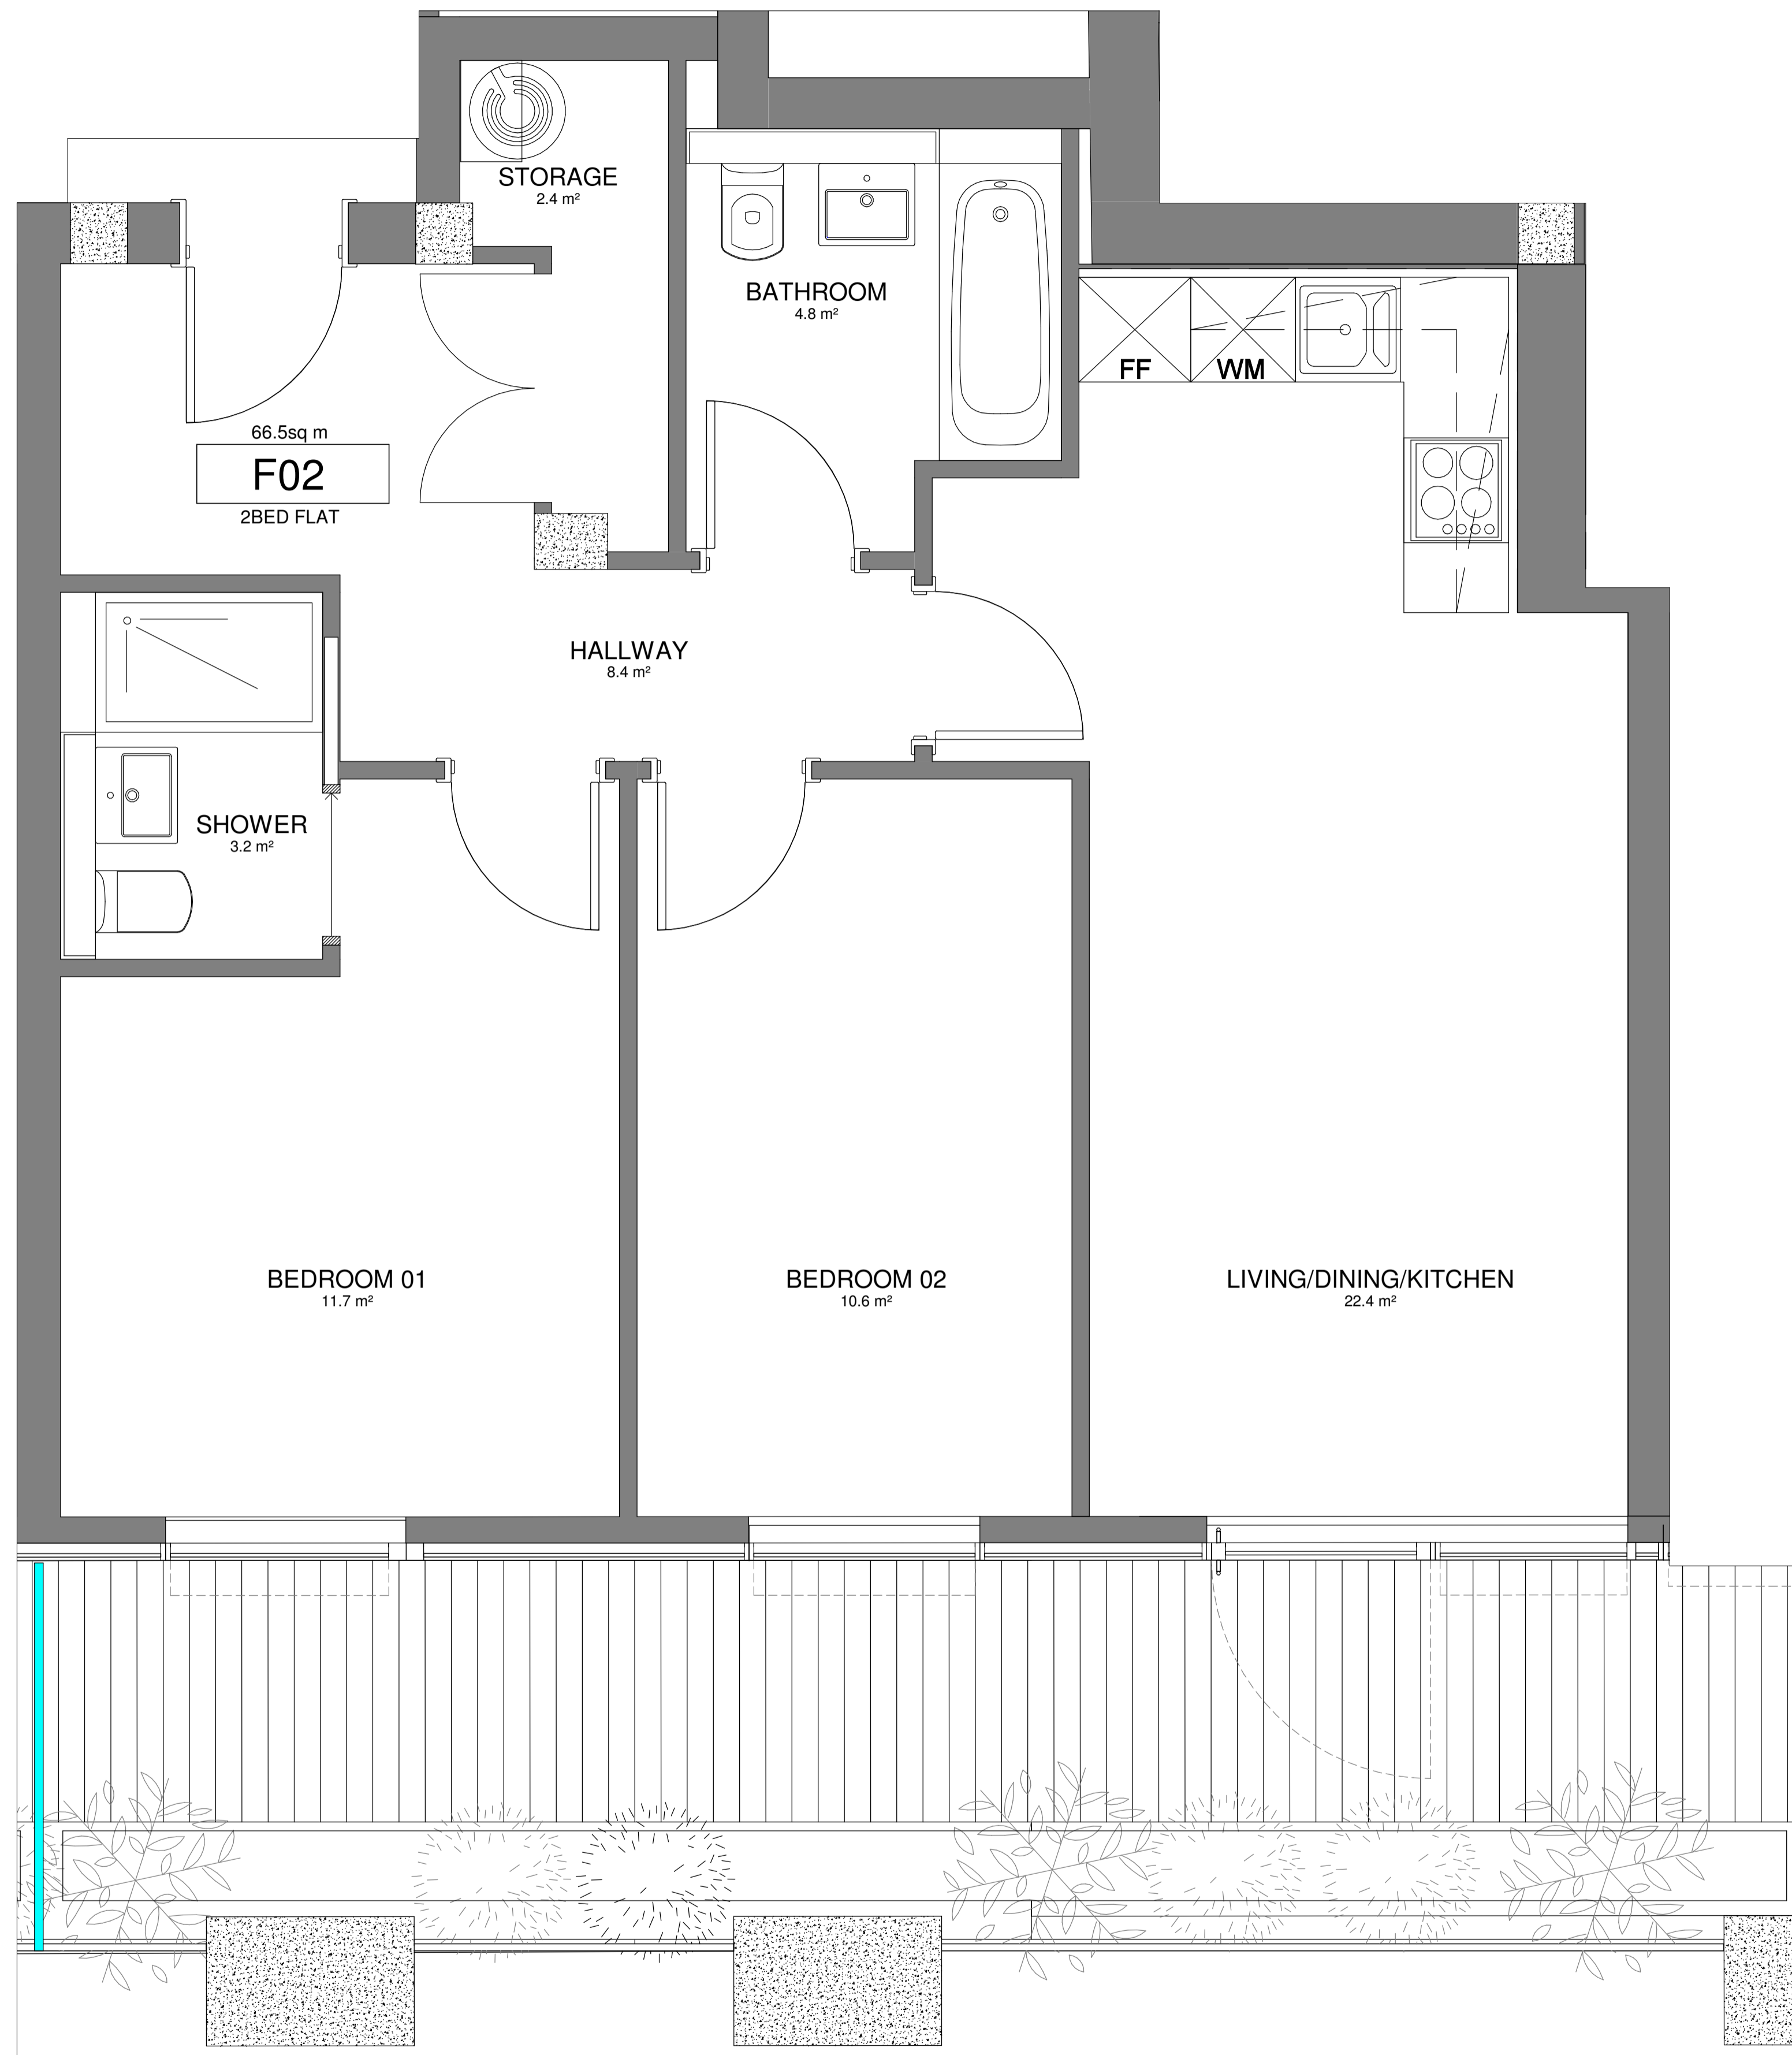 STORAGE
2.4 m²
BATHROOM
4.8 m²
FF
WM
66.5sq m
F02
2BED FLAT
HALLWAY
8.4 m²
SHOWER
3.2 m²
BEDROOM 01
11.7 m²
BEDROOM 02
10.6 m²
LIVING/DINING/KITCHEN
22.4 m²